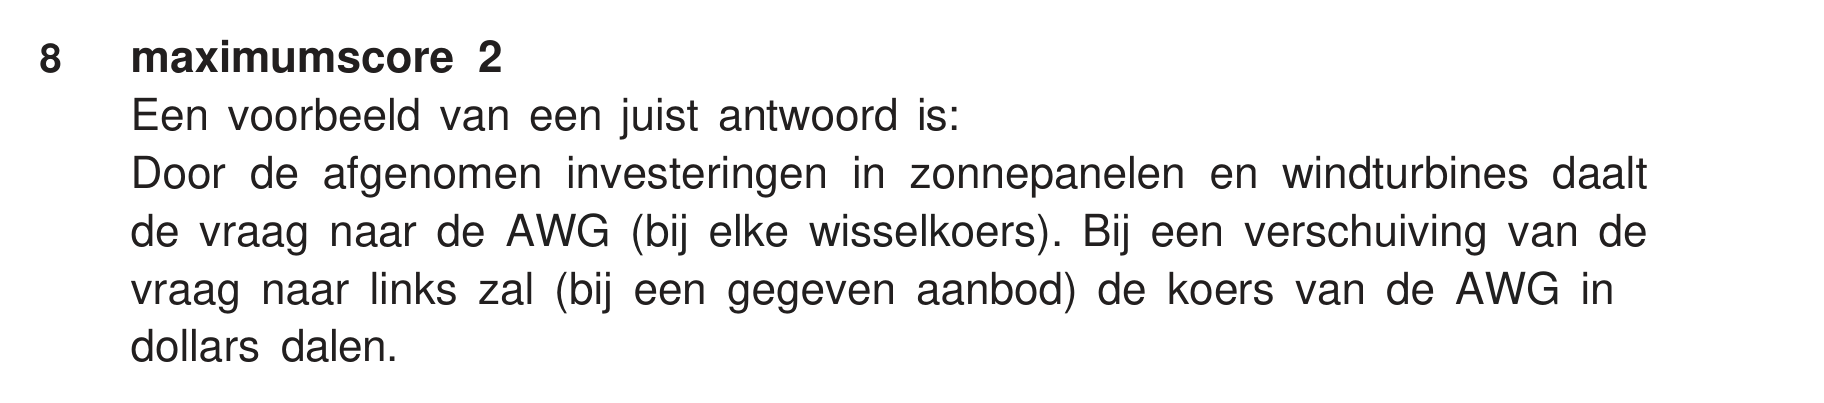 8 maximumscore 2
Een voorbeeld van een juist antwoord is:
Door de afgenomen investeringen in zonnepanelen en windturbines daalt
de vraag naar de AWG (bij elke wisselkoers). Bij een verschuiving van de
vraag naar links zal (bij een gegeven aanbod) de koers van de AWG in
dollars dalen.